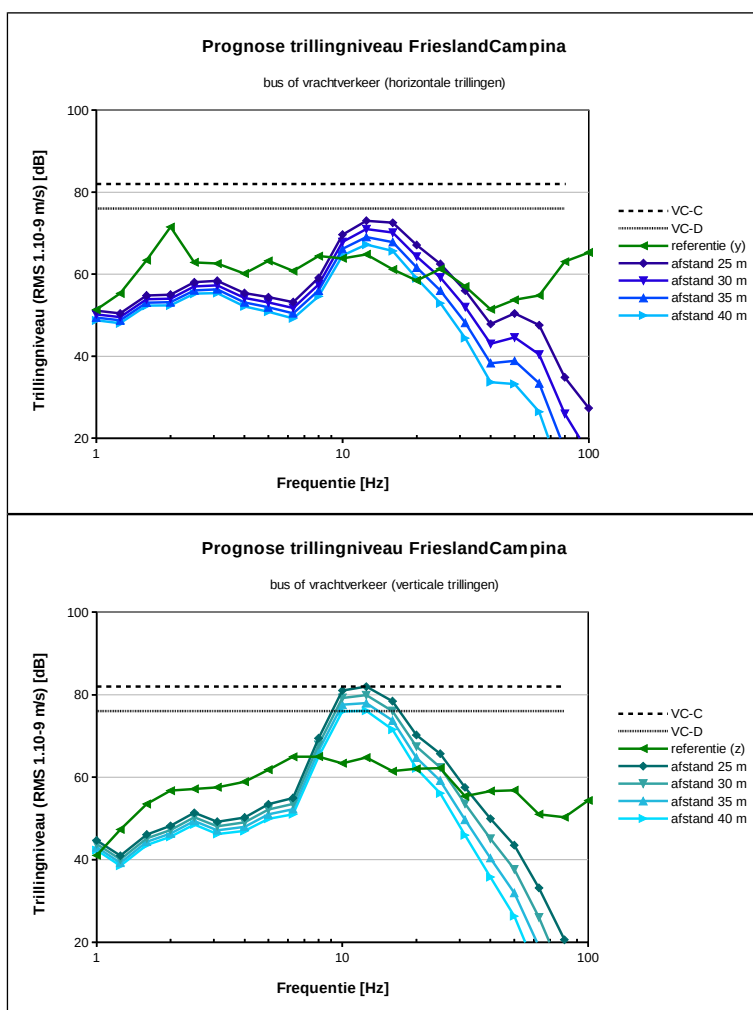 Prognose trillingniveau FrieslandCampina
bus of vrachtverkeer (horizontale trillingen)
Trillingniveau (RMS 1.10-9 m/s) [dB]
100
80
60
40
20
1
10
100
Frequentie [Hz]
VC-C
VC-D
referentie (y)
afstand 25 m
afstand 30 m
afstand 35 m
afstand 40 m
Prognose trillingniveau FrieslandCampina
bus of vrachtverkeer (verticale trillingen)
Trillingniveau (RMS 1.10-9 m/s) [dB]
100
80
60
40
20
1
10
100
Frequentie [Hz]
VC-C
VC-D
referentie (z)
afstand 25 m
afstand 30 m
afstand 35 m
afstand 40 m